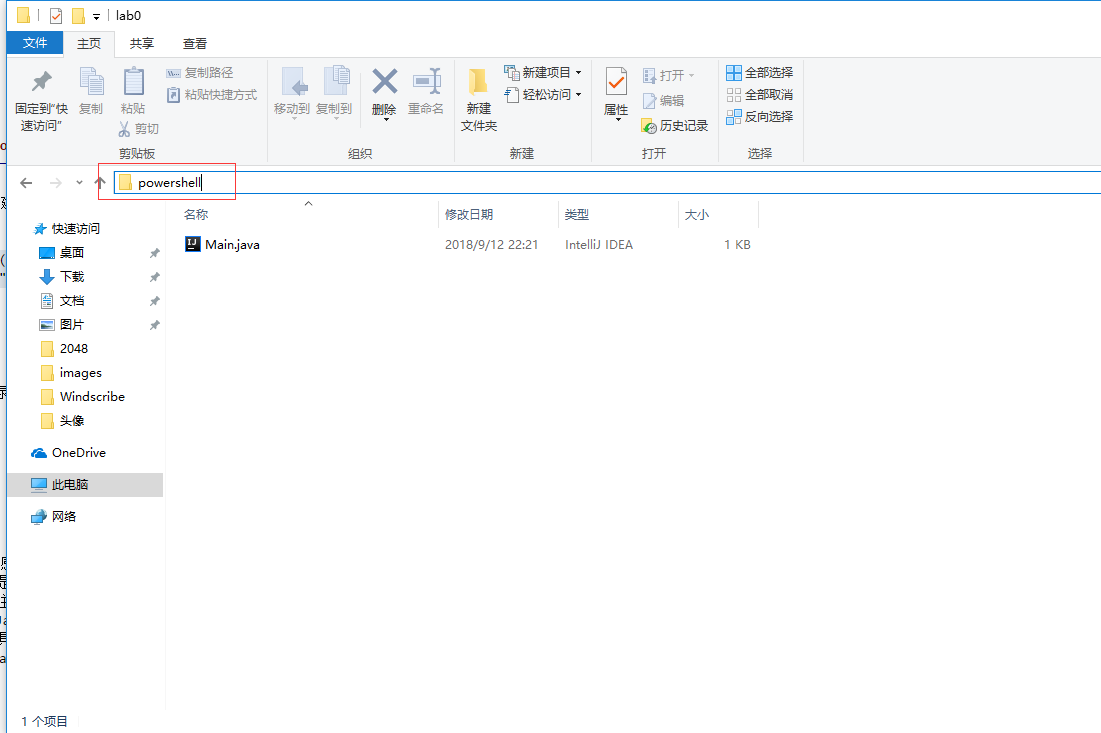 lab0
文件 主页 共享 查看
固定到"快速访问"
复制
粘贴
复制路径
粘贴快捷方式
剪切
剪贴板
移动到
复制到
删除
重命名
组织
新建
文件夹
新建项目
轻松访问
新建
属性
打开
编辑
历史记录
打开
全部选择
全部取消
反向选择
选择
powershell
名称 修改日期 类型 大小
Main.java 2018/9/12 22:21 IntelliJ IDEA 1 KB
快速访问
桌面
下载
文档
图片
2048
images
Windscribe
头像
OneDrive
此电脑
网络
1 个项目